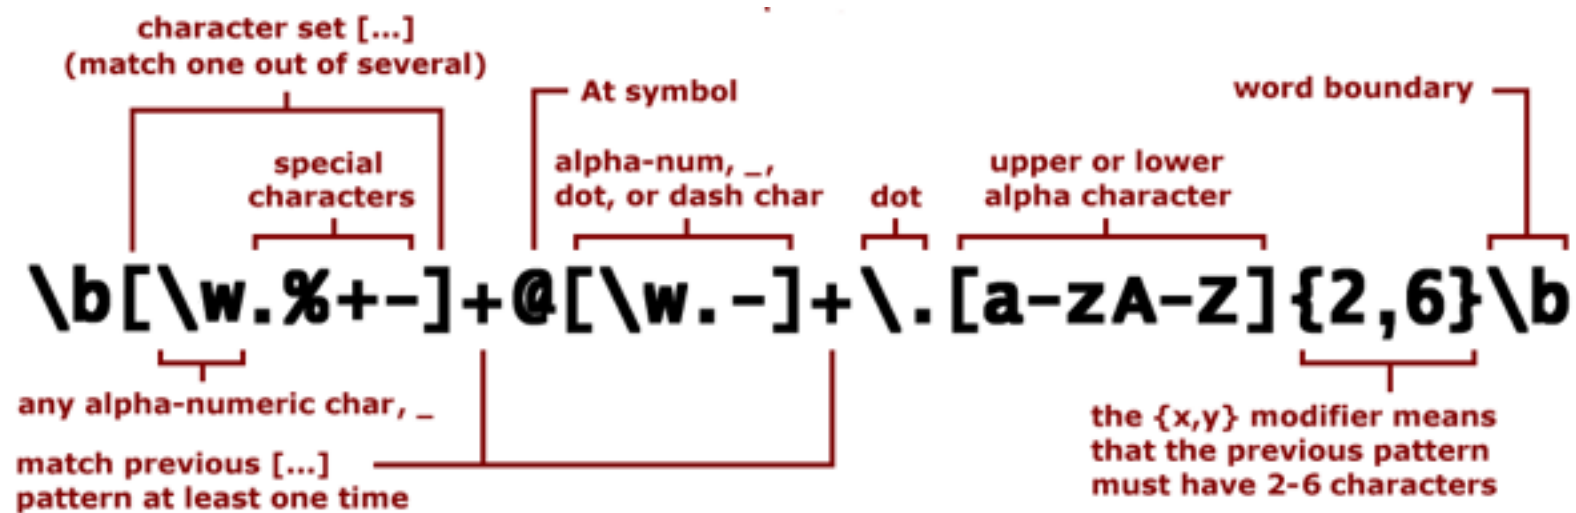 character set [...]
(match one out of several)
At symbol
word boundary
special
characters
alpha-num, _,
dot, or dash char
dot
upper or lower
alpha character
\b[\w.%+-]+@[\w.-]+\.[a-zA-Z]{2,6}\b
any alpha-numeric char, _
match previous [...]
pattern at least one time
the {x,y} modifier means
that the previous pattern
must have 2-6 characters